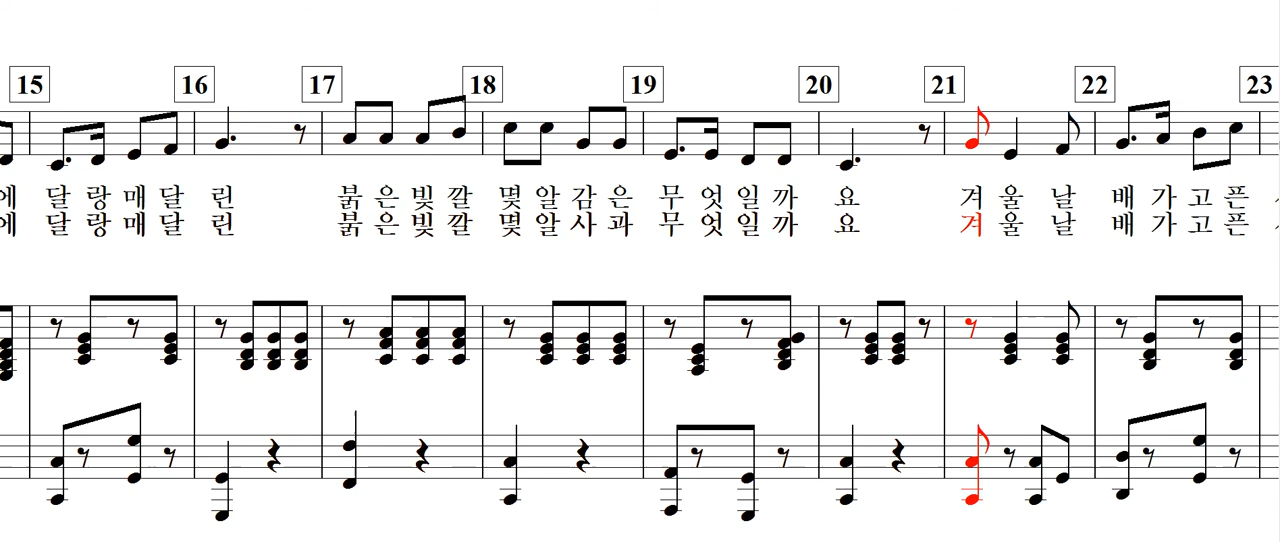 15 16 17 18 19 20 21 22 23
에 달 랑 매 달 린 붉 은 빛 깔 몇 알 감 은 무 엇 일 까 요 겨 울 날 배 가 고 픈
에 달 랑 매 달 린 붉 은 빛 깔 몇 알 사 과 무 엇 일 까 요 겨 울 날 배 가 고 픈